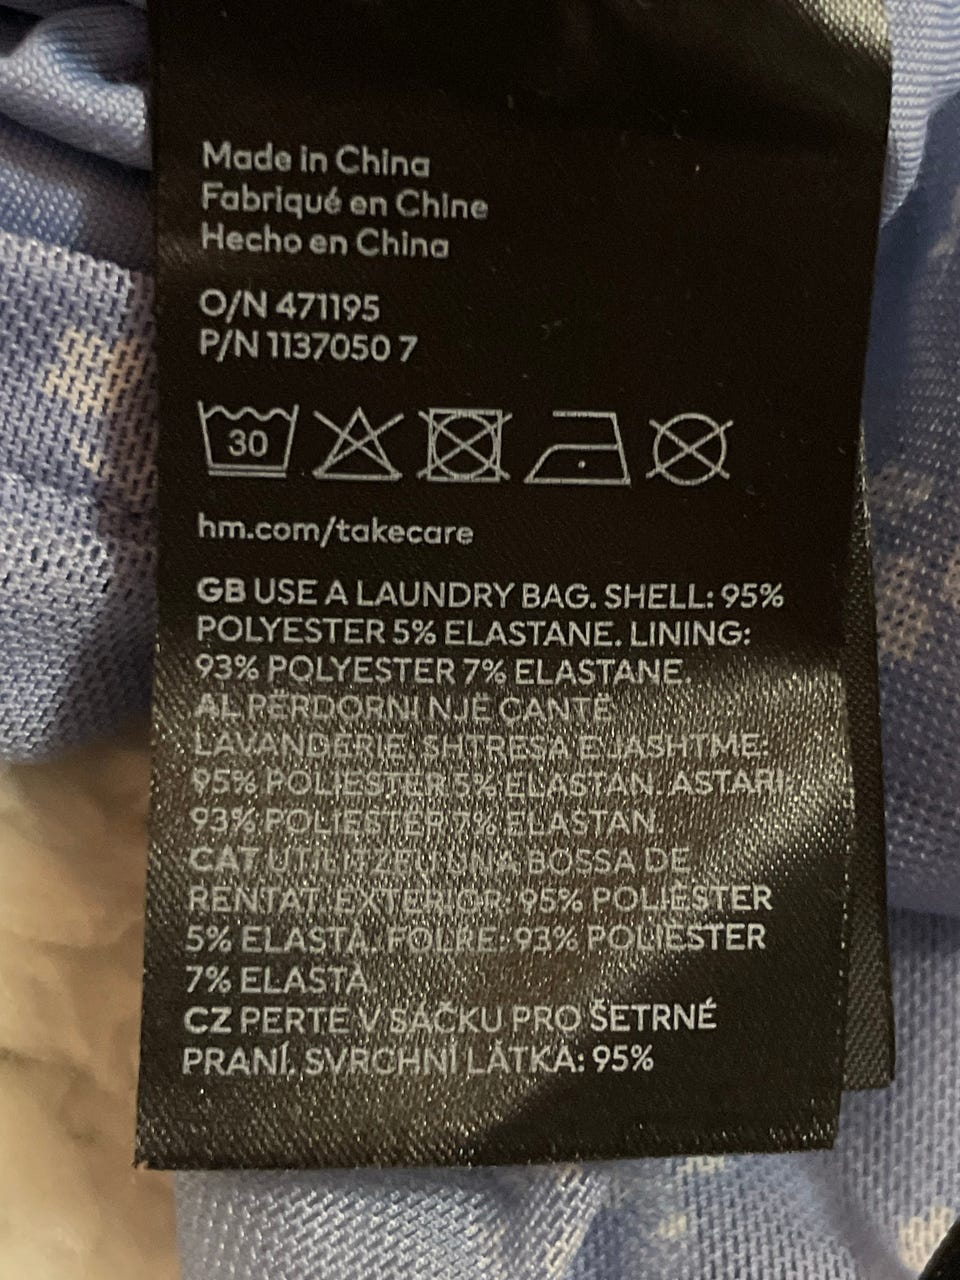 Made in China
Fabriqué en Chine
Hecho en China
O/N 471195
P/N 1137050 7
30
hm.com/takecare
GB USE A LAUNDRY BAG. SHELL: 95%
POLYESTER 5% ELASTANE. LINING:
93% POLYESTER 7% ELASTANE.
AL PËRDORNI NJË ÇANTË
LAVANDERIE. SHTRESA E JASHTME:
95% POLIESTËR 5% ELASTAN. ASTARI:
93% POLIESTËR 7% ELASTAN.
CAT UTILITZEU UNA BOSSA DE
RENTAT. EXTERIOR: 95% POLIÈSTER
5% ELASTÀ. FOLRE: 93% POLIÈSTER
7% ELASTÀ.
CZ PERTE V SÁČKU PRO ŠETRNÉ
PRANÍ. SVRCHNÍ LÁTKA: 95%